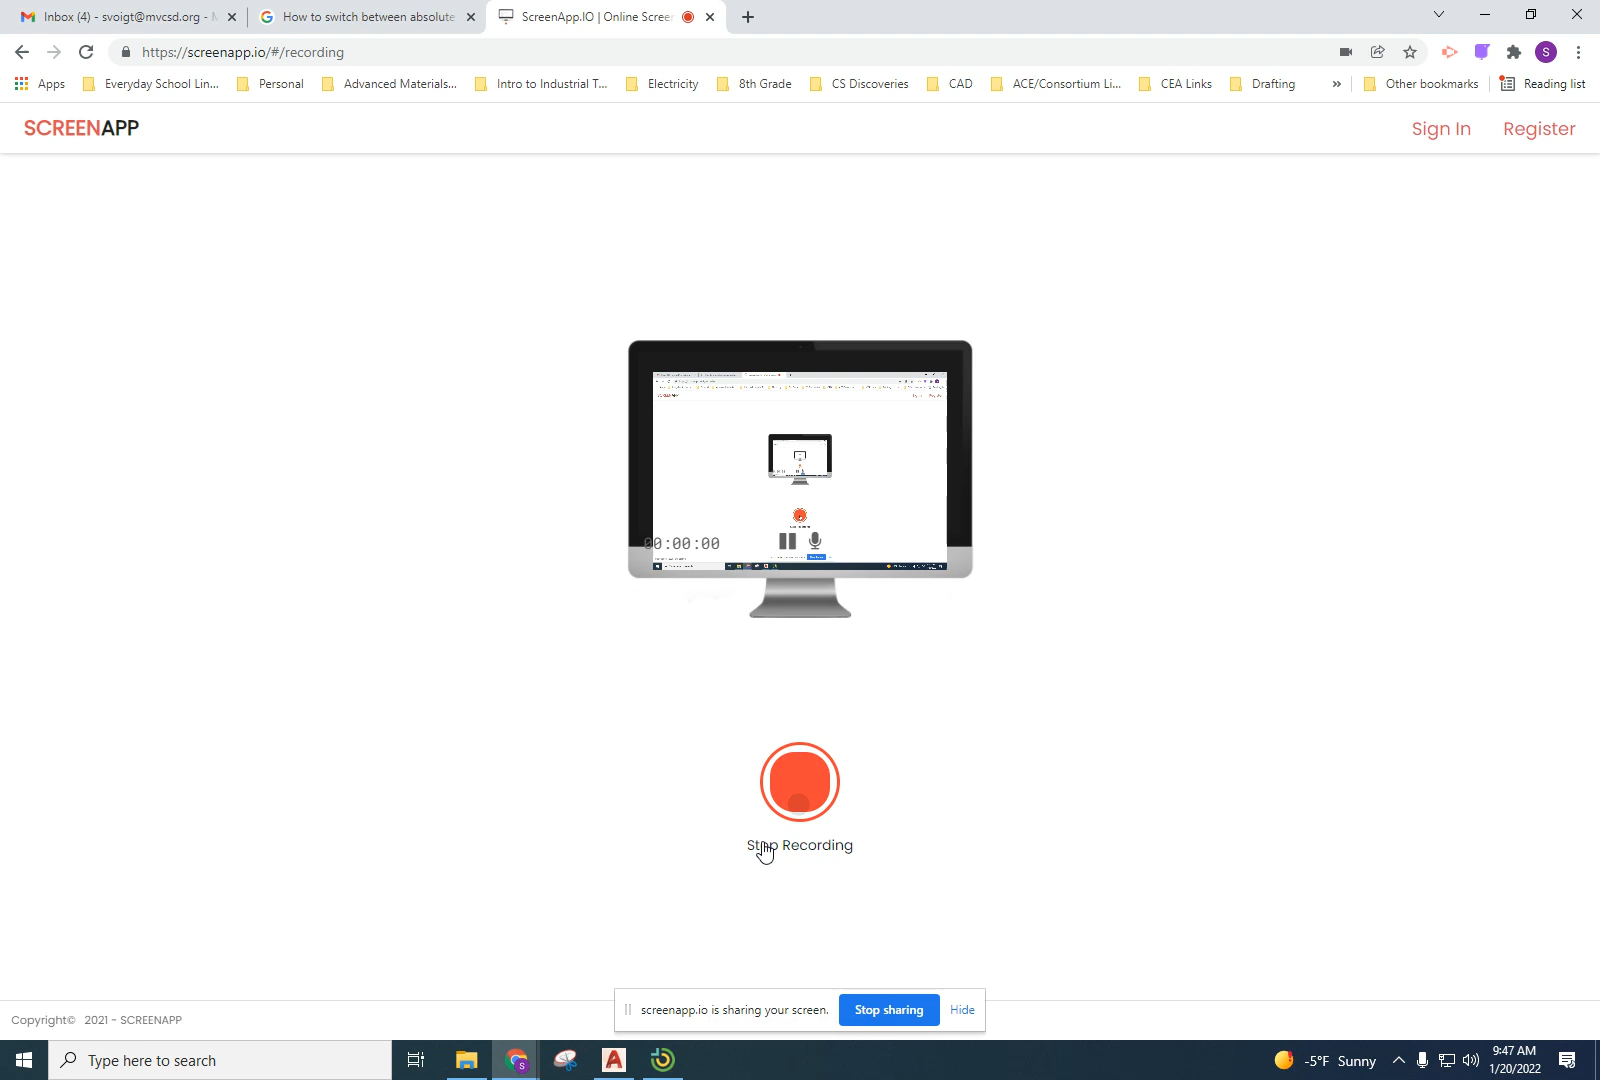 Inbox (4) - svoigt@mvcsd.org -
How to switch between absolute
ScreenApp.IO | Online Scree
https://screenapp.io/#/recording
S
Apps
Everyday School Lin...
Personal
Advanced Materials...
Intro to Industrial T...
Electricity
8th Grade
CS Discoveries
CAD
ACE/Consortium Li...
CEA Links
Drafting
»
Other bookmarks
Reading list
SCREENAPP
Sign In
Register
00:00:00
Stop Recording
screenapp.io is sharing your screen.
Stop sharing
Hide
Copyright© 2021 - SCREENAPP
Type here to search
-5°F Sunny
9:47 AM
1/20/2022